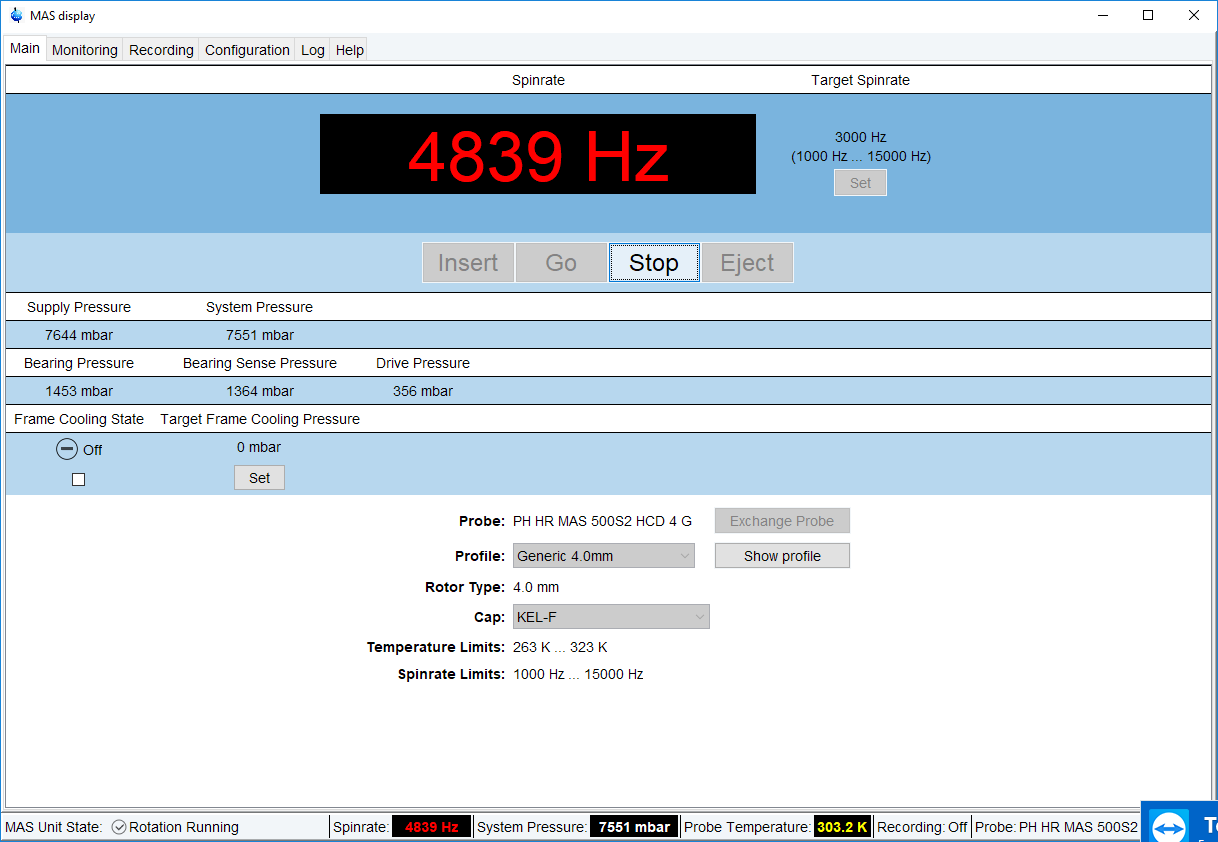 MAS display
Main Monitoring Recording Configuration Log Help
Spinrate Target Spinrate
4839 Hz
3000 Hz
(1000 Hz ... 15000 Hz)
Set
Insert Go Stop Eject
Supply Pressure System Pressure
7644 mbar 7551 mbar
Bearing Pressure Bearing Sense Pressure Drive Pressure
1453 mbar 1364 mbar 356 mbar
Frame Cooling State Target Frame Cooling Pressure
Off 0 mbar
Set
Probe: PH HR MAS 500S2 HCD 4 G Exchange Probe
Profile: Generic 4.0mm Show profile
Rotor Type: 4.0 mm
Cap: KEL-F
Temperature Limits: 263 K ... 323 K
Spinrate Limits: 1000 Hz ... 15000 Hz
MAS Unit State: Rotation Running Spinrate: 4839 Hz System Pressure: 7551 mbar Probe Temperature: 303.2 K Recording: Off Probe: PH HR MAS 500S2